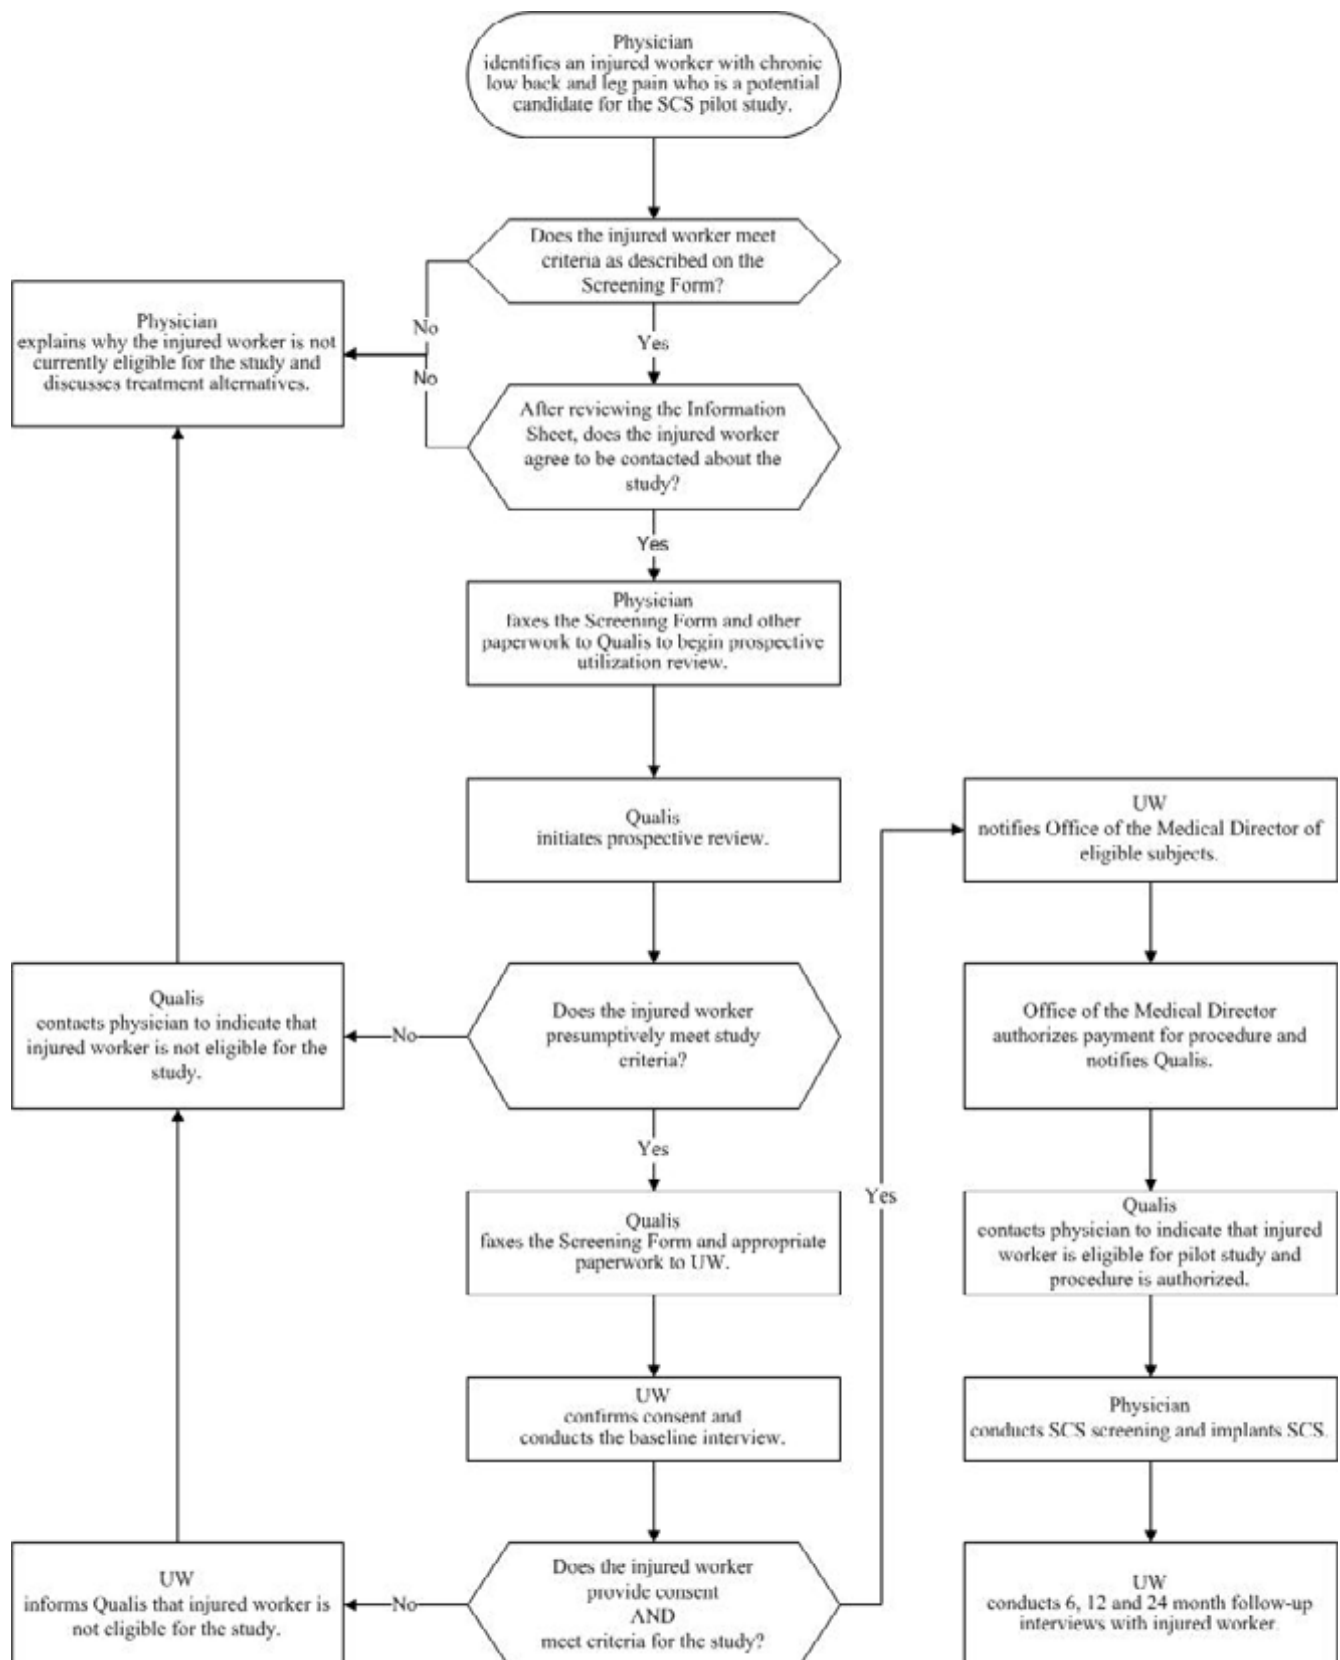 Physician
identifies an injured worker with chronic
low back and leg pain who is a potential
candidate for the SCS pilot study.
Does the injured worker meet
criteria as described on the
Screening Form?
No
Yes
Physician
explains why the injured worker is not
currently eligible for the study and
discusses treatment alternatives.
No
After reviewing the Information
Sheet, does the injured worker
agree to be contacted about the
study?
Yes
Physician
faxes the Screening Form and other
paperwork to Qualis to begin prospective
utilization review.
Qualis
initiates prospective review.
Does the injured worker
presumptively meet study
criteria?
No
Qualis
contacts physician to indicate that
injured worker is not eligible for the
study.
Yes
Qualis
faxes the Screening Form and appropriate
paperwork to UW.
UW
confirms consent and
conducts the baseline interview.
Does the injured worker
provide consent
AND
meet criteria for the study?
No
UW
informs Qualis that injured worker is
not eligible for the study.
Yes
UW
notifies Office of the Medical Director of
eligible subjects.
Office of the Medical Director
authorizes payment for procedure and
notifies Qualis.
Qualis
contacts physician to indicate that injured
worker is eligible for pilot study and
procedure is authorized.
Physician
conducts SCS screening and implants SCS.
UW
conducts 6, 12 and 24 month follow-up
interviews with injured worker.